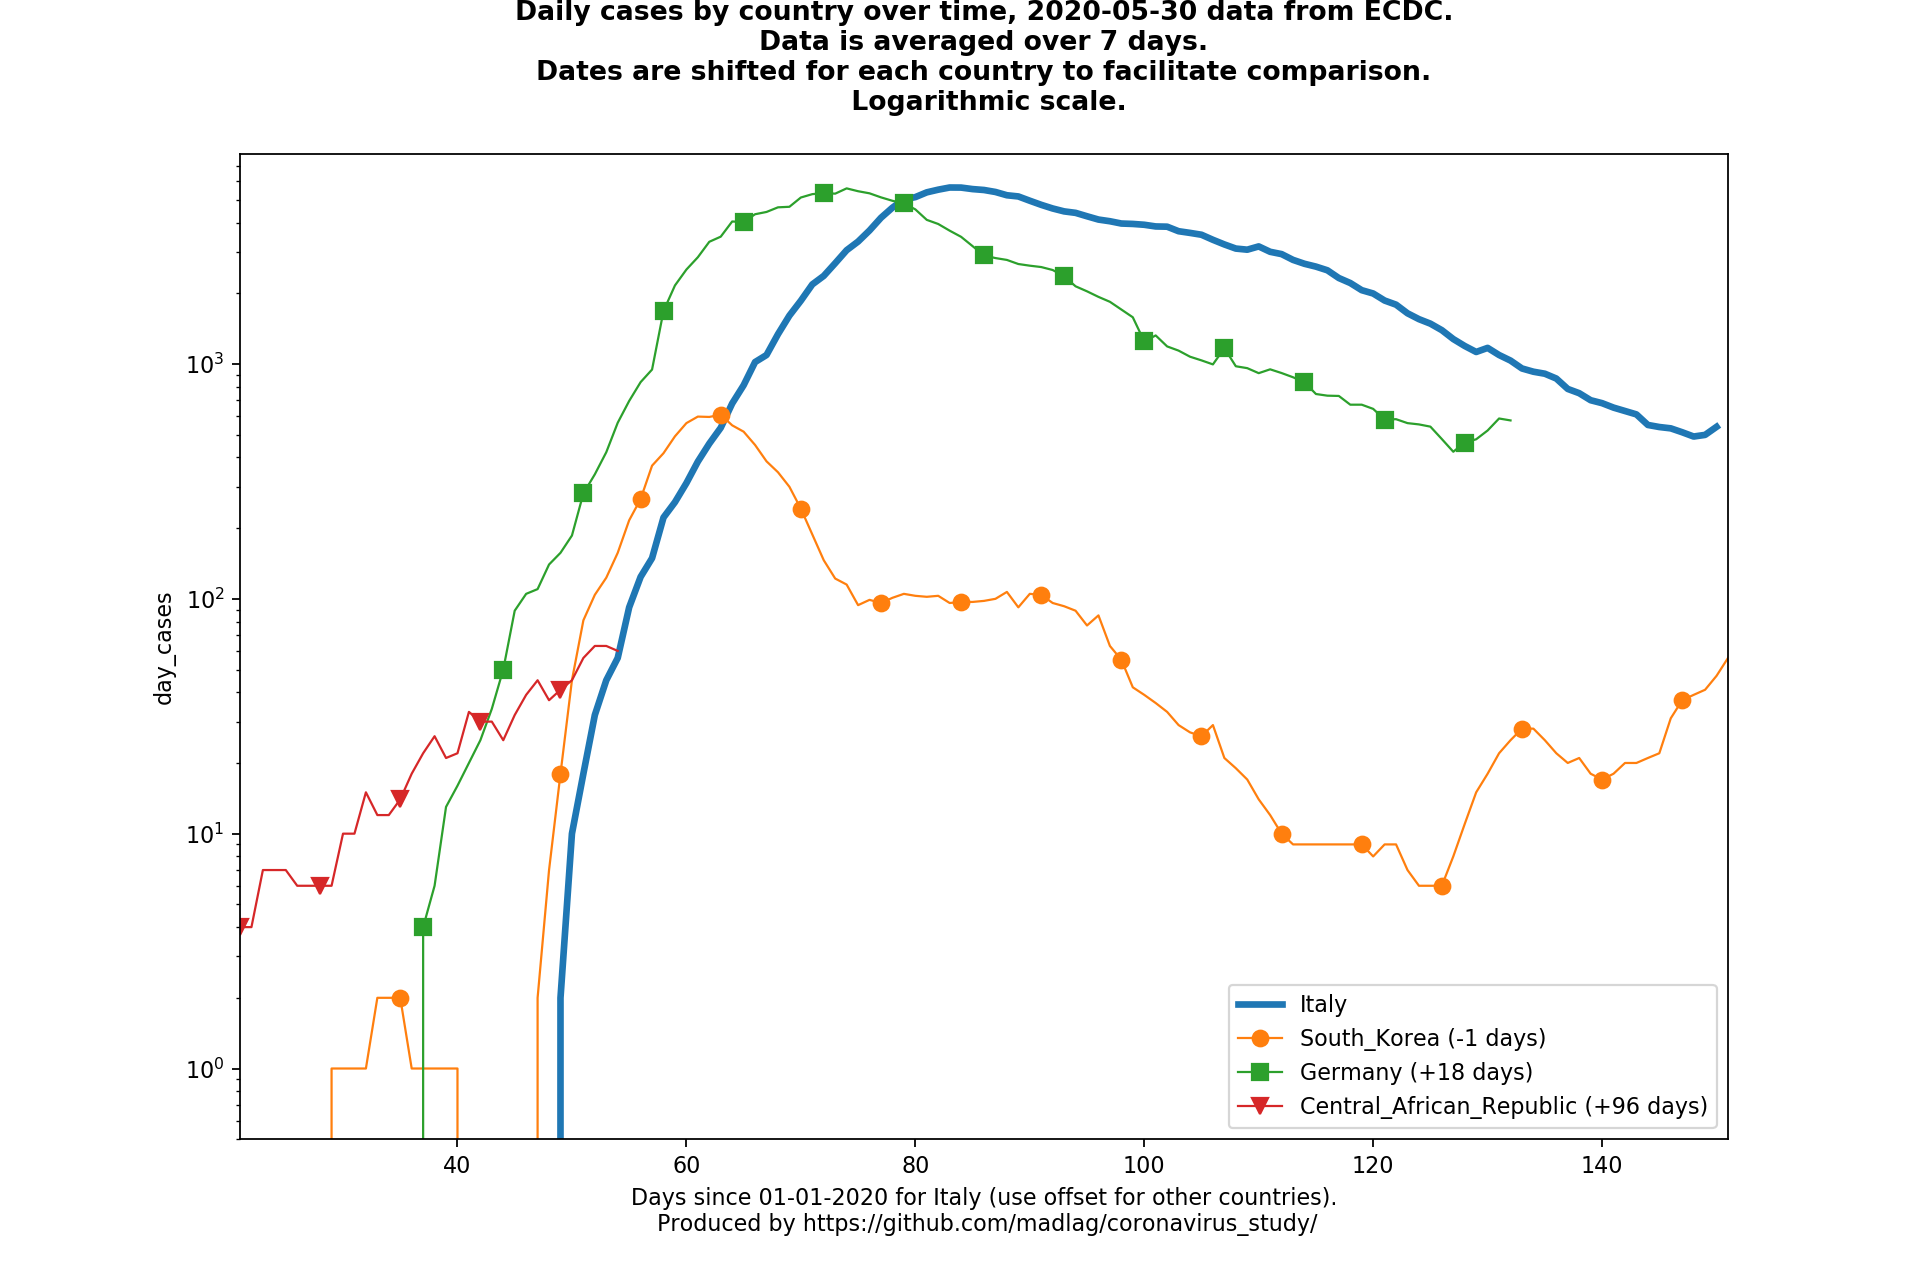 Daily cases by country over time, 2020-05-30 data from ECDC.
Data is averaged over 7 days.
Dates are shifted for each country to facilitate comparison.
Logarithmic scale.
10³
10²
10¹
10⁰
day_cases
Italy
South_Korea (-1 days)
Germany (+18 days)
Central_African_Republic (+96 days)
40 60 80 100 120 140
Days since 01-01-2020 for Italy (use offset for other countries).
Produced by https://github.com/madlag/coronavirus_study/